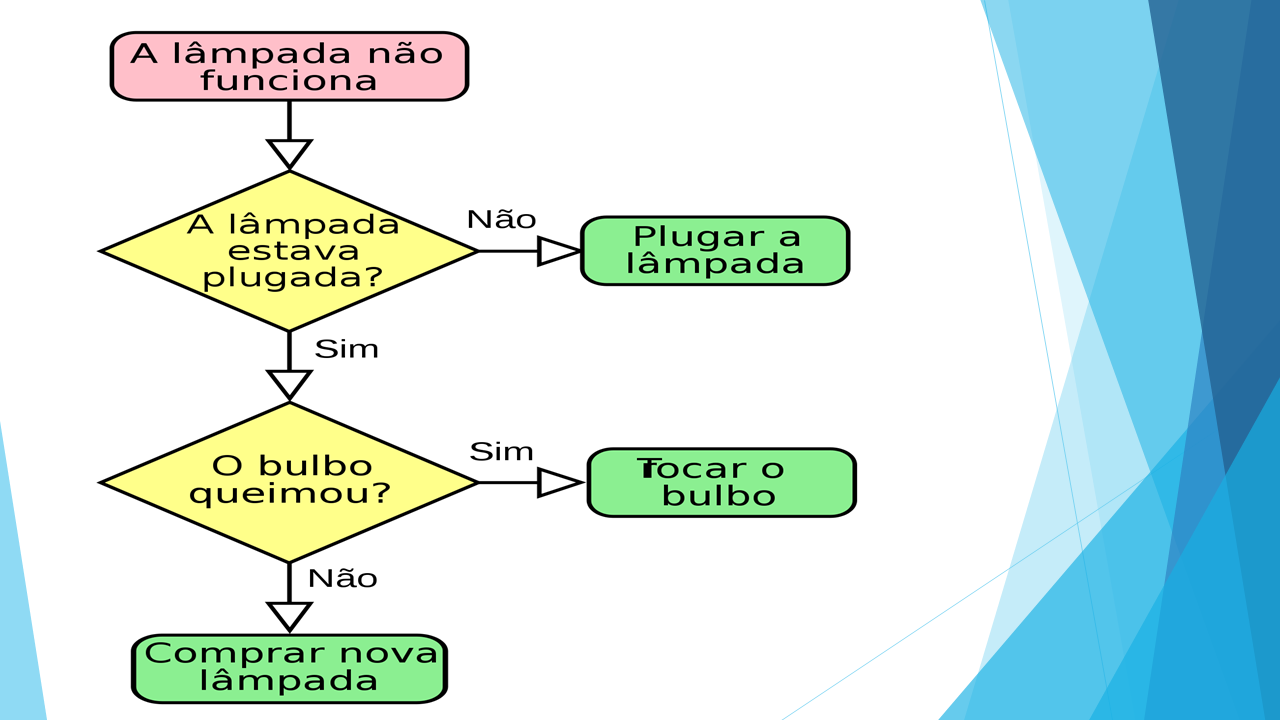 A lâmpada não
funciona
A lâmpada
estava
plugada?
Não
Plugar a
lâmpada
Sim
O bulbo
queimou?
Sim
Trocar o
bulbo
Não
Comprar nova
lâmpada